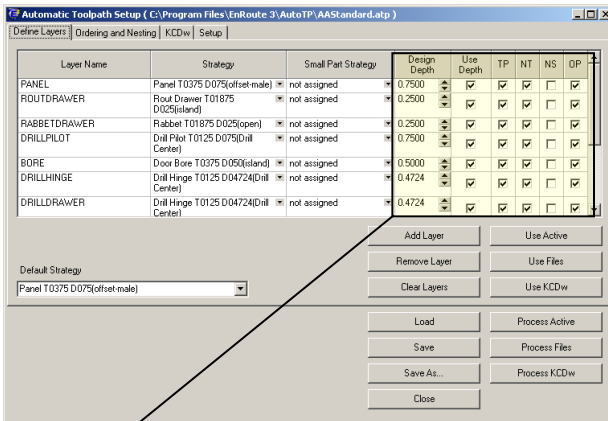 Automatic Toolpath Setup ( C:\Program Files\EnRoute 3\AutoTP\AAStandard.atp )
Define Layers Ordering and Nesting KCDw Setup
Layer Name Strategy Small Part Strategy Design Depth Use Depth TP NT NS OP
PANEL Panel T0375 D075(offset-male) not assigned 0.7500
ROUTDRAWER Rout Drawer T01875 D025(island) not assigned 0.2500
RABBETDRAWER Rabbet T01875 D025(open) not assigned 0.2500
DRILLPILOT Drill Pilot T0125 D075(Drill Center) not assigned 0.7500
BORE Door Bore T0375 D050(island) not assigned 0.5000
DRILLHINGE Drill Hinge T0125 D04724(Drill Center) not assigned 0.4724
DRILLDRAWER Drill Hinge T0125 D04724(Drill Center) not assigned 0.4724
Add Layer Use Active
Remove Layer Use Files
Default Strategy
Panel T0375 D075(offset-male)
Clear Layers Use KCDw
Load Process Active
Save Process Files
Save As... Process KCDw
Close